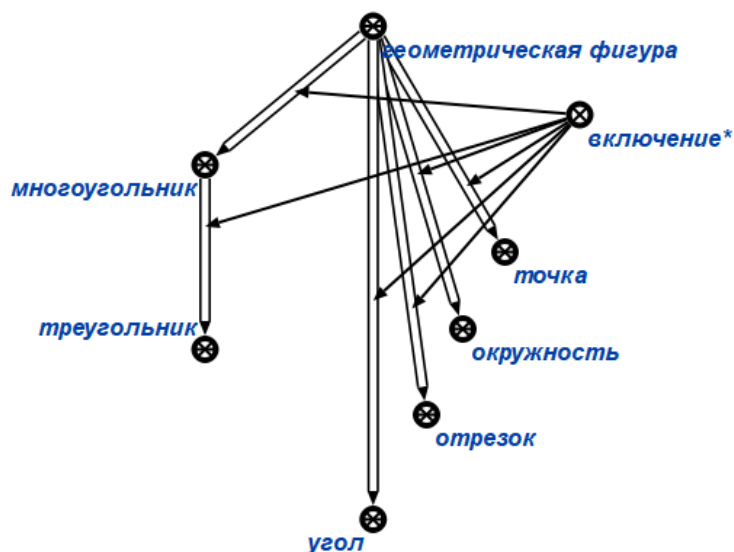 геометрическая фигура
включение*
многоугольник
точка
треугольник
окружность
отрезок
угол